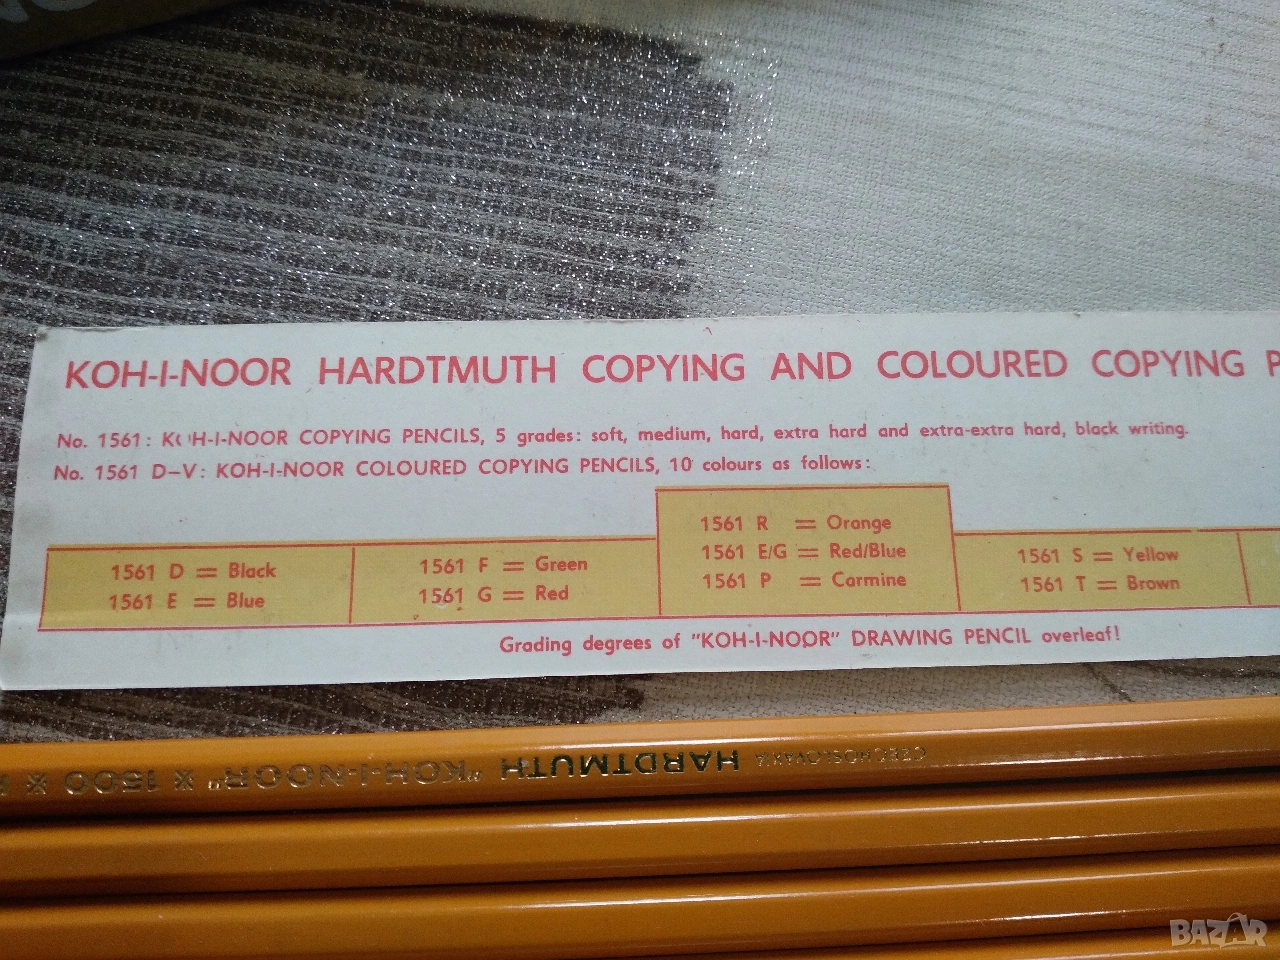 KOH-I-NOOR HARDTMUTH COPYING AND COLOURED COPYING P
No. 1561: KOH-I-NOOR COPYING PENCILS, 5 grades: soft, medium, hard, extra hard and extra-extra hard, black writing.
No. 1561 D–V: KOH-I-NOOR COLOURED COPYING PENCILS, 10 colours as follows:
1561 D = Black
1561 E = Blue
1561 F = Green
1561 G = Red
1561 R = Orange
1561 E/G = Red/Blue
1561 P = Carmine
1561 S = Yellow
1561 T = Brown
Grading degrees of "KOH-I-NOOR" DRAWING PENCIL overleaf!
CZECHOSLOVAKIA HARDTMUTH "KOH-I-NOOR" 1500
BAZAR